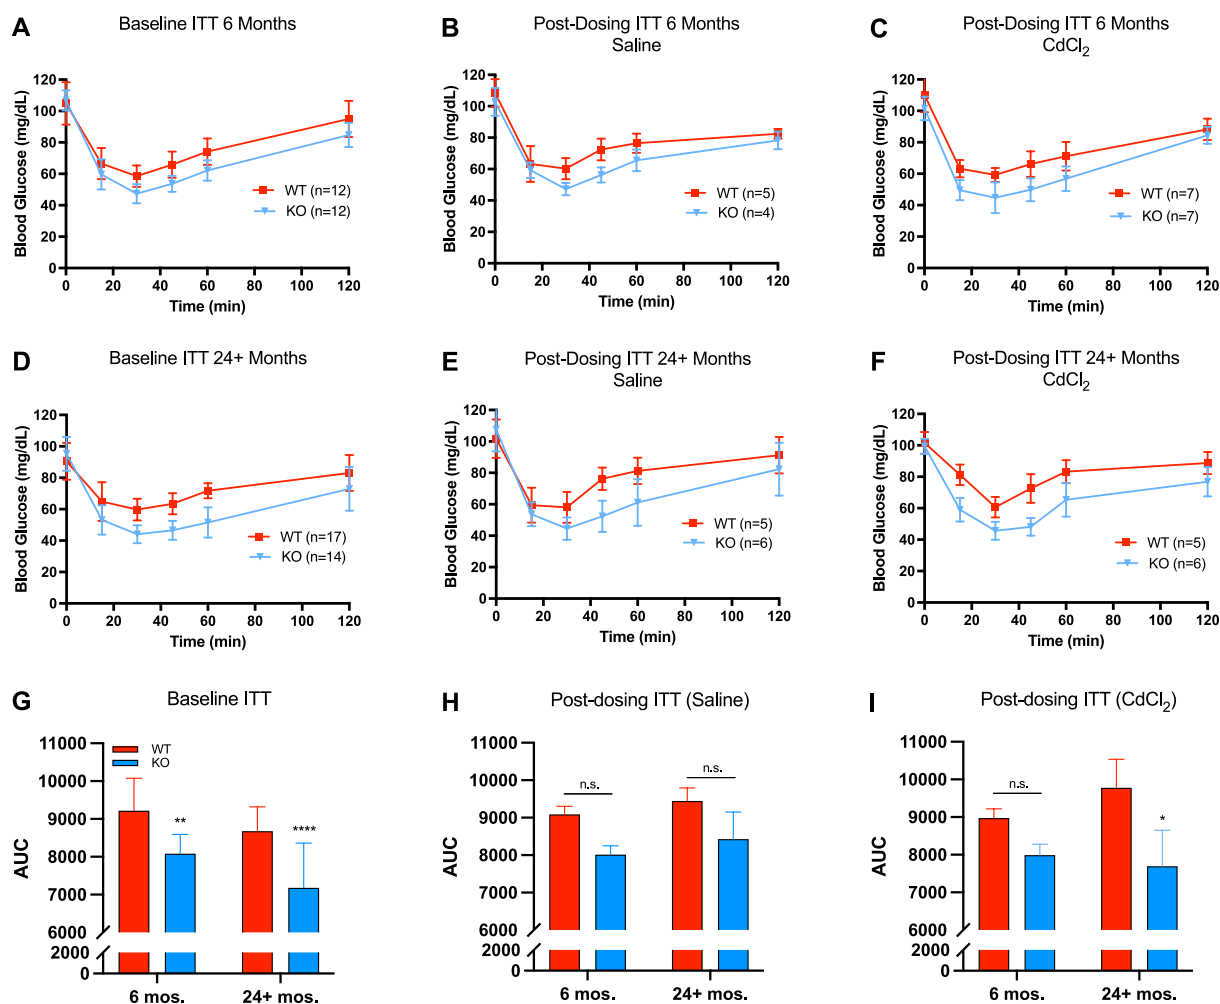 A
Baseline ITT 6 Months
Blood Glucose (mg/dL)
120
100
80
60
40
20
0
WT (n=12)
KO (n=12)
0 20 40 60 80 100 120
Time (min)
B
Post-Dosing ITT 6 Months
Saline
Blood Glucose (mg/dL)
120
100
80
60
40
20
0
WT (n=5)
KO (n=4)
0 20 40 60 80 100 120
Time (min)
C
Post-Dosing ITT 6 Months
CdCl2
Blood Glucose (mg/dL)
120
100
80
60
40
20
0
WT (n=7)
KO (n=7)
0 20 40 60 80 100 120
Time (min)
D
Baseline ITT 24+ Months
Blood Glucose (mg/dL)
120
100
80
60
40
20
0
WT (n=17)
KO (n=14)
0 20 40 60 80 100 120
Time (min)
E
Post-Dosing ITT 24+ Months
Saline
Blood Glucose (mg/dL)
120
100
80
60
40
20
0
WT (n=5)
KO (n=6)
0 20 40 60 80 100 120
Time (min)
F
Post-Dosing ITT 24+ Months
CdCl2
Blood Glucose (mg/dL)
120
100
80
60
40
20
0
WT (n=5)
KO (n=6)
0 20 40 60 80 100 120
Time (min)
G
Baseline ITT
AUC
11000
10000
9000
8000
7000
6000
2000
0
WT
KO
**
****
6 mos. 24+ mos.
H
Post-dosing ITT (Saline)
AUC
11000
10000
9000
8000
7000
6000
2000
0
n.s.
n.s.
6 mos. 24+ mos.
I
Post-dosing ITT (CdCl2)
AUC
11000
10000
9000
8000
7000
6000
2000
0
n.s.
*
6 mos. 24+ mos.